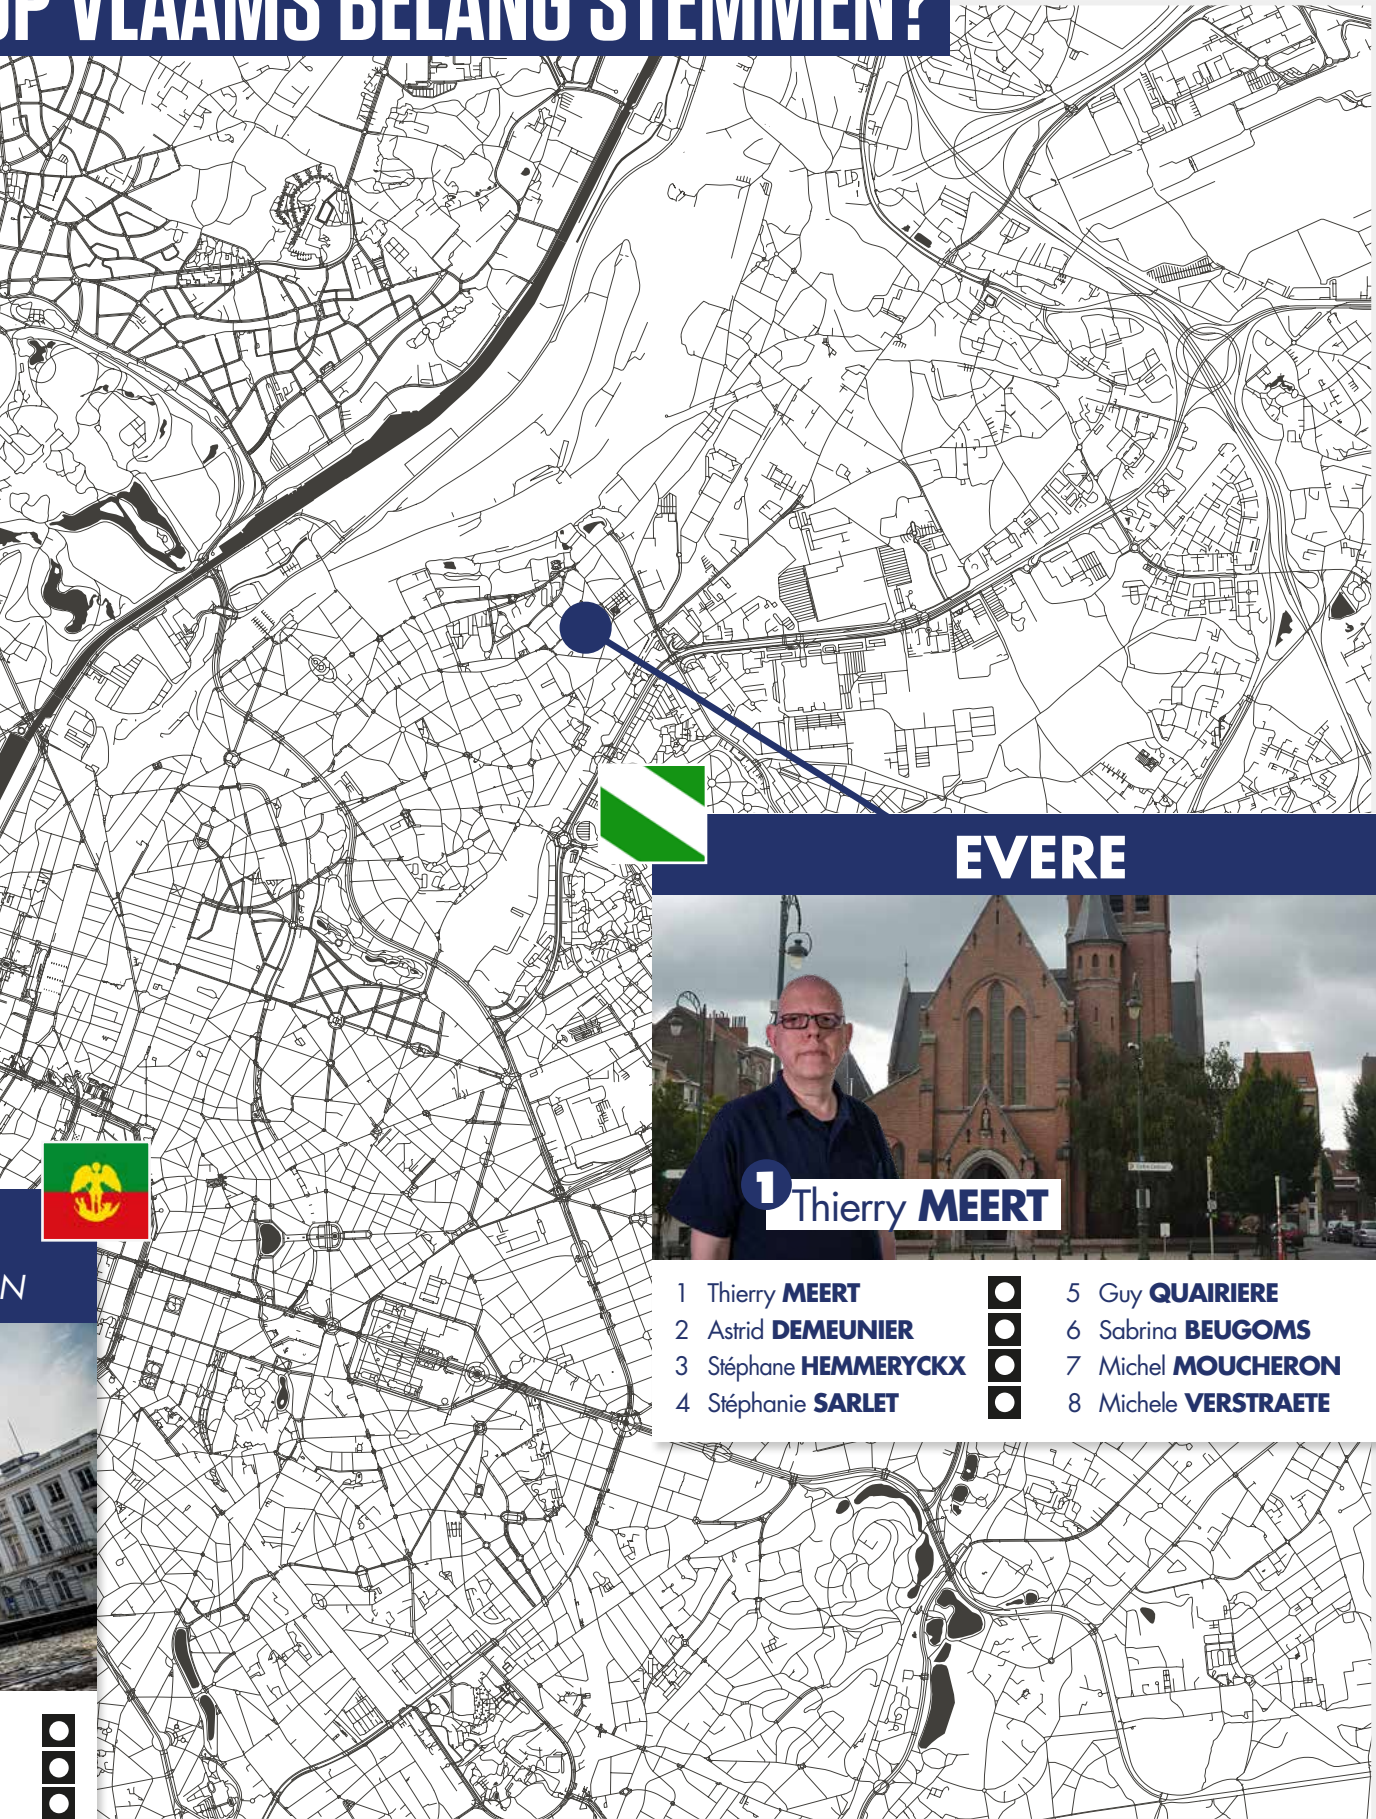 OP VLAAMS BELANG STEMMEN?
EVERE
1 Thierry MEERT
1 Thierry MEERT
2 Astrid DEMEUNIER
3 Stéphane HEMMERYCKX
4 Stéphanie SARLET
5 Guy QUAIRIERE
6 Sabrina BEUGOMS
7 Michel MOUCHERON
8 Michele VERSTRAETE
N